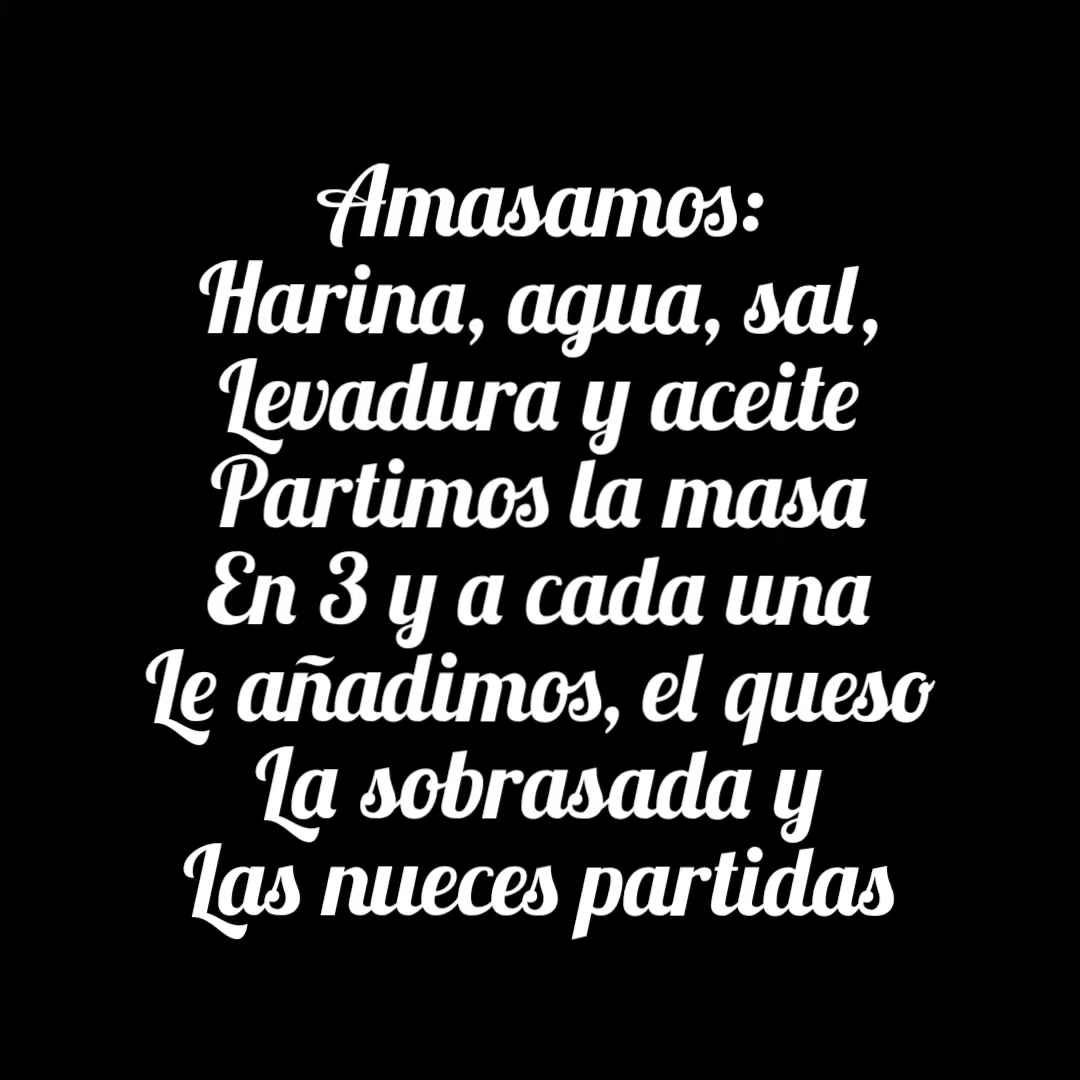 Amasamos:
Harina, agua, sal,
Levadura y aceite
Partimos la masa
En 3 y a cada una
Le añadimos, el queso
La sobrasada y
Las nueces partidas